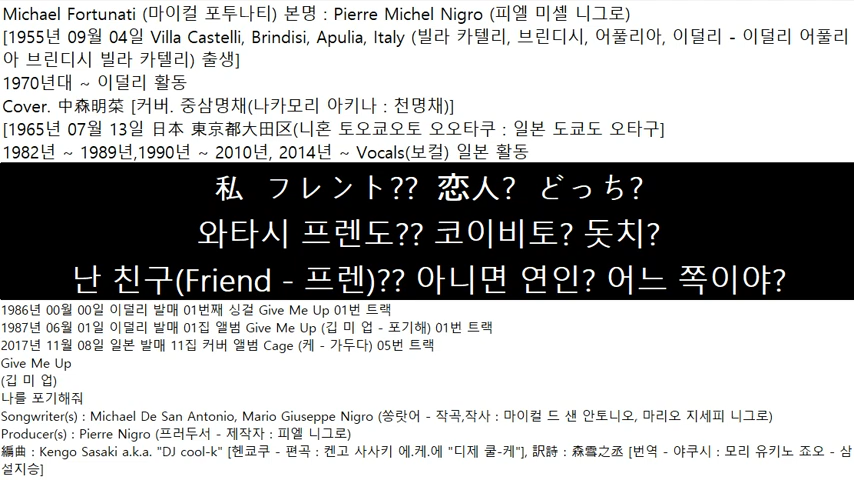 Michael Fortunati (마이컬 포투나티) 본명 : Pierre Michel Nigro (피엘 미셸 니그로)
[1955년 09월 04일 Villa Castelli, Brindisi, Apulia, Italy (빌라 카텔리, 브린디시, 어풀리아, 이덜리 - 이덜리 어풀리
아 브린디시 빌라 카텔리) 출생]
1970년대 ~ 이덜리 활동
Cover. 中森明菜 [커버. 중삼명채(나카모리 아키나 : 천명채)]
[1965년 07월 13일 日本 東京都大田区(니혼 토오쿄오토 오오타쿠 : 일본 도쿄도 오타구]
1982년 ~ 1989년,1990년 ~ 2010년, 2014년 ~ Vocals(보컬) 일본 활동
私 フレント?? 恋人? どっち?
와타시 프렌도?? 코이비토? 돗치?
난 친구(Friend - 프렌)?? 아니면 연인? 어느 쪽이야?
1986년 00월 00일 이덜리 발매 01번째 싱걸 Give Me Up 01번 트랙
1987년 06월 01일 이덜리 발매 01집 앨범 Give Me Up (깁 미 업 - 포기해) 01번 트랙
2017년 11월 08일 일본 발매 11집 커버 앨범 Cage (케 - 가두다) 05번 트랙
Give Me Up
(깁 미 업)
나를 포기해줘
Songwriter(s) : Michael De San Antonio, Mario Giuseppe Nigro (쏭랏어 - 작곡,작사 : 마이컬 드 샌 안토니오, 마리오 지세피 니그로)
Producer(s) : Pierre Nigro (프러두서 - 제작자 : 피엘 니그로)
編曲 : Kengo Sasaki a.k.a. "DJ cool-k" [헨쿄쿠 - 편곡 : 켄고 사사키 에.케.에 "디제 쿨-케"], 訳詩 : 森雪之丞 [번역 - 야쿠시 : 모리 유키노 죠오 - 삼
설지승]